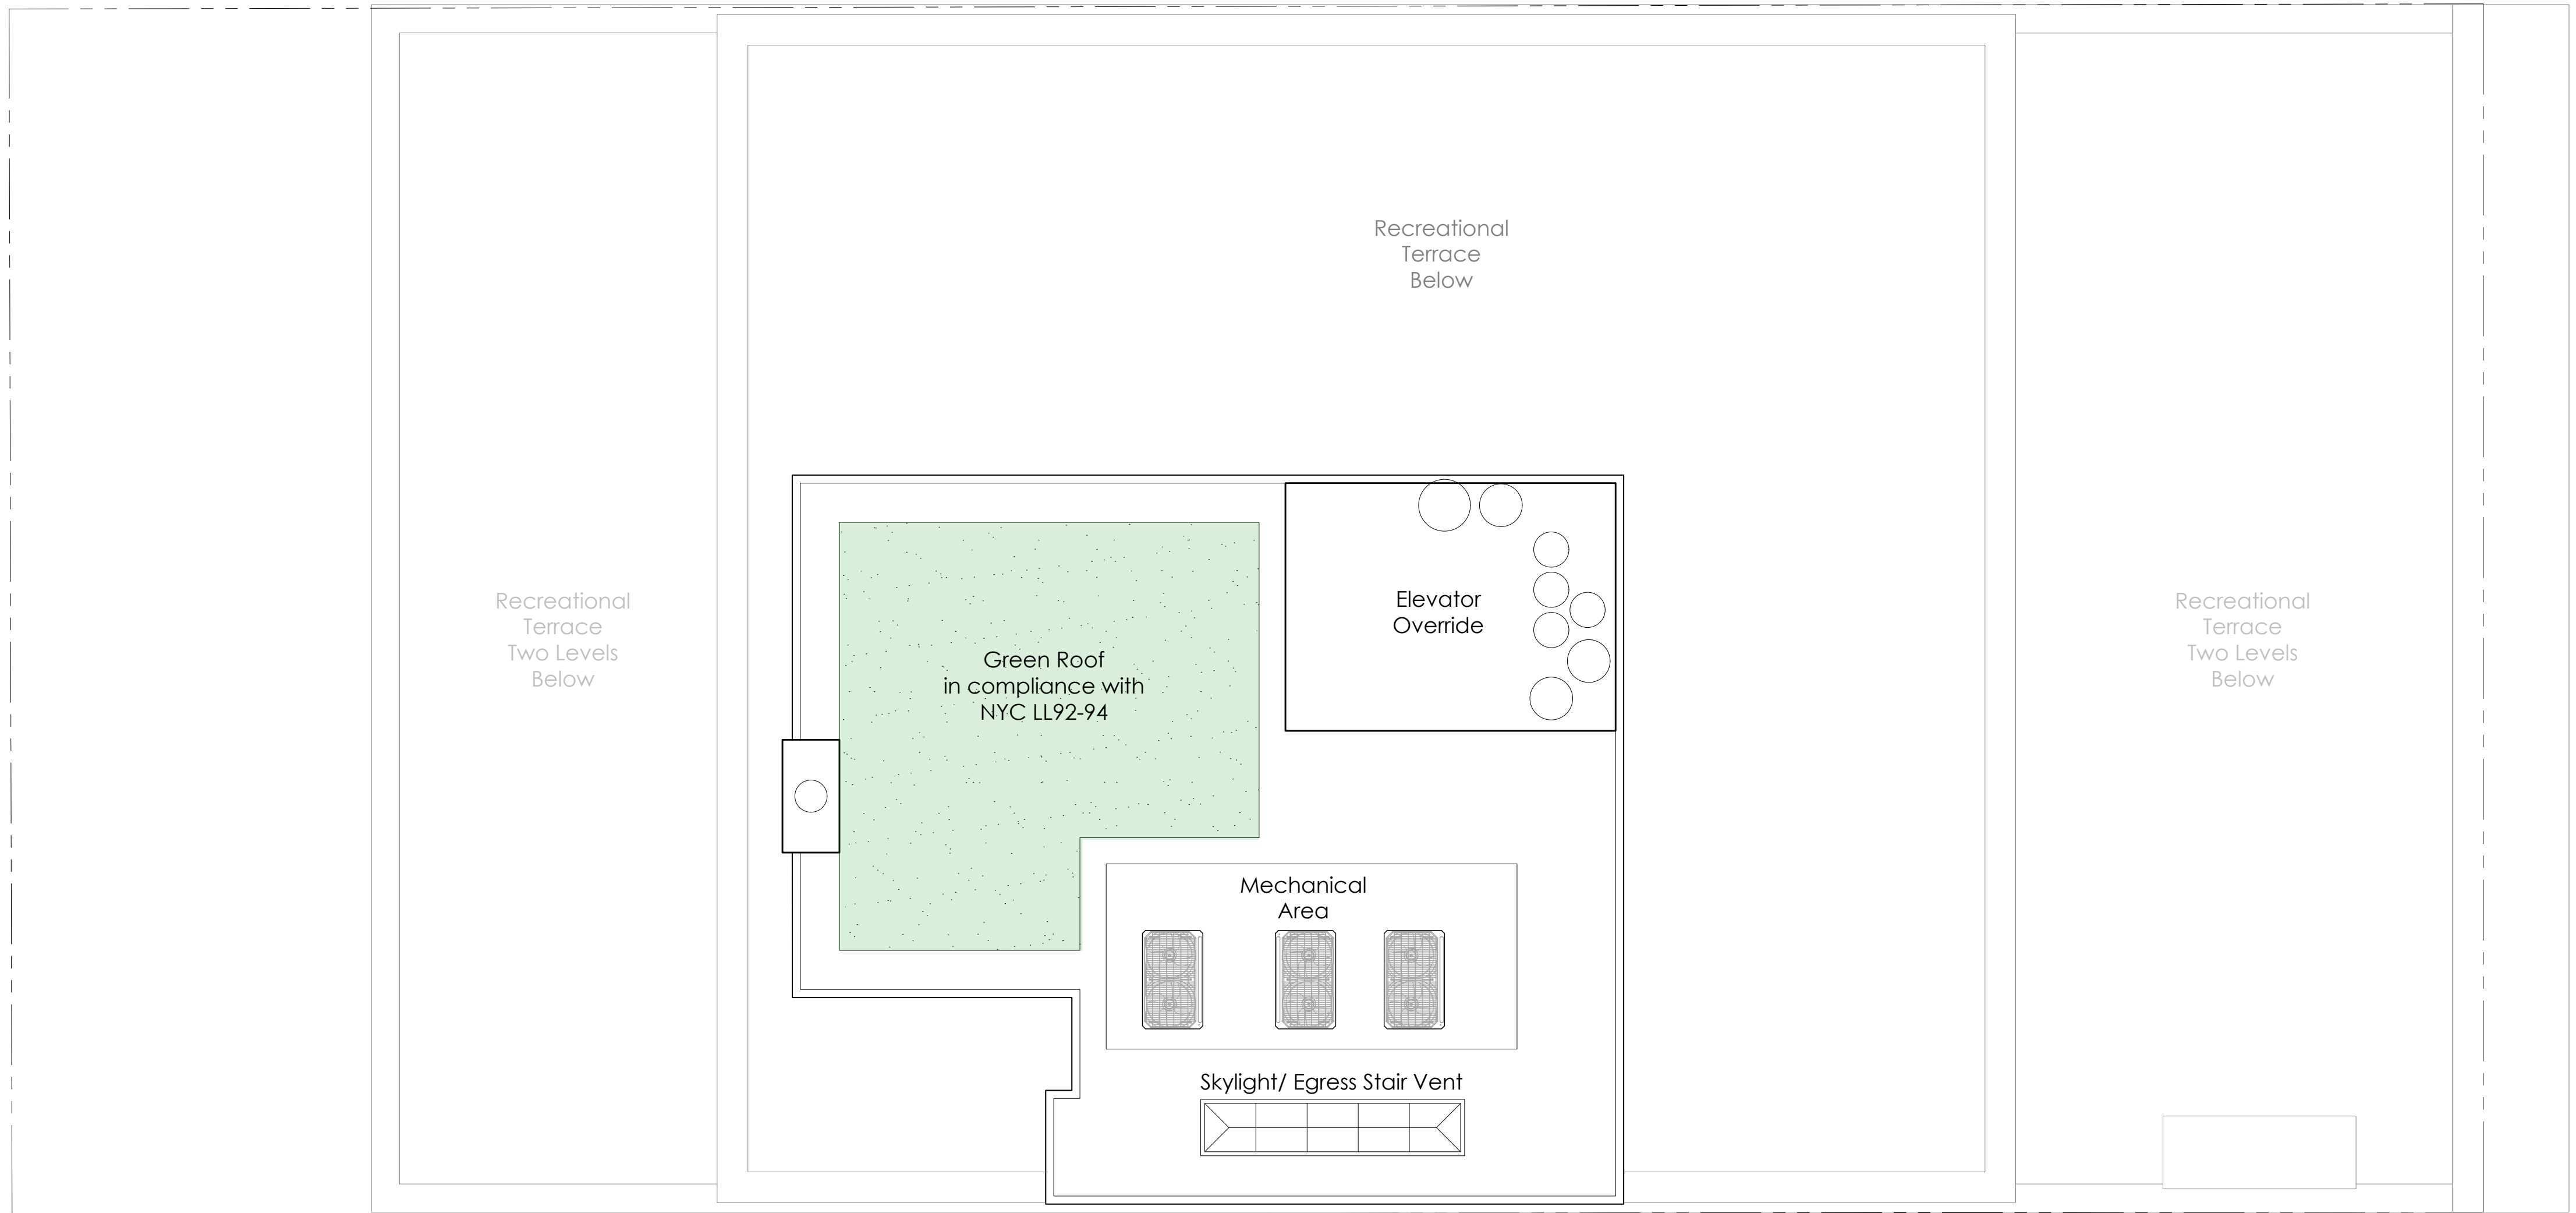 Recreational
Terrace
Below
Recreational
Terrace
Two Levels
Below
Green Roof
in compliance with
NYC LL92-94
Elevator
Override
Recreational
Terrace
Two Levels
Below
Mechanical
Area
Skylight/ Egress Stair Vent